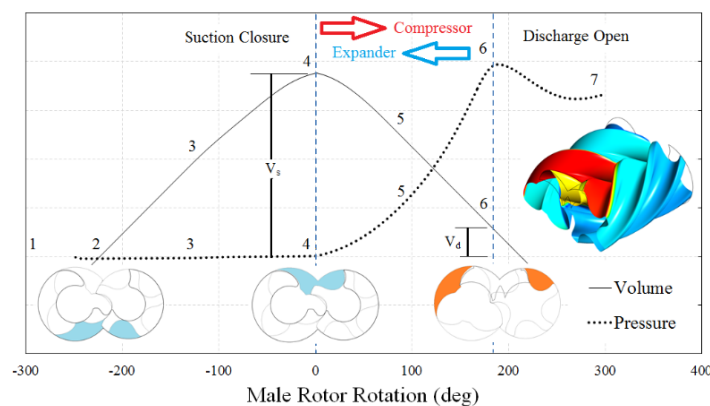 Suction Closure
Compressor
Expander
Discharge Open
4
6
7
5
3
Vs
5
6
1
2
3
4
Vd
Volume
Pressure
-300
-200
-100
0
100
200
300
400
Male Rotor Rotation (deg)